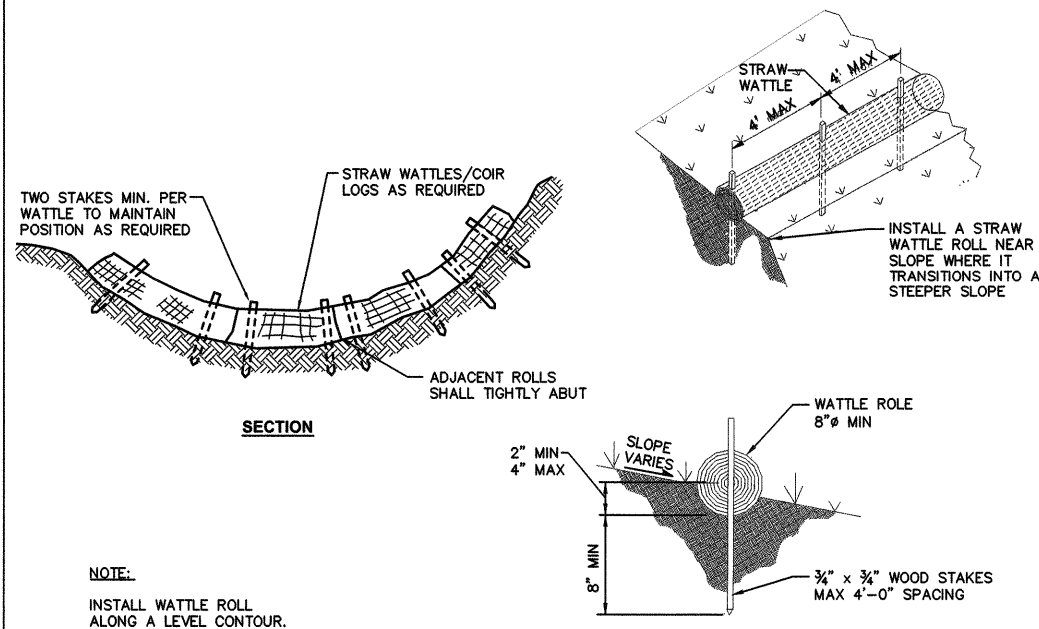 STRAW
WATTLE
4' MAX
4' MAX
TWO STAKES MIN. PER
WATTLE TO MAINTAIN
POSITION AS REQUIRED
STRAW WATTLES/COIR
LOGS AS REQUIRED
INSTALL A STRAW
WATTLE ROLL NEAR
SLOPE WHERE IT
TRANSITIONS INTO A
STEEPER SLOPE
ADJACENT ROLLS
SHALL TIGHTLY ABUT
SECTION
WATTLE ROLE
8"ø MIN
SLOPE
VARIES
2" MIN
4" MAX
8" MIN
¾" x ¾" WOOD STAKES
MAX 4'-0" SPACING
NOTE:
INSTALL WATTLE ROLL
ALONG A LEVEL CONTOUR.